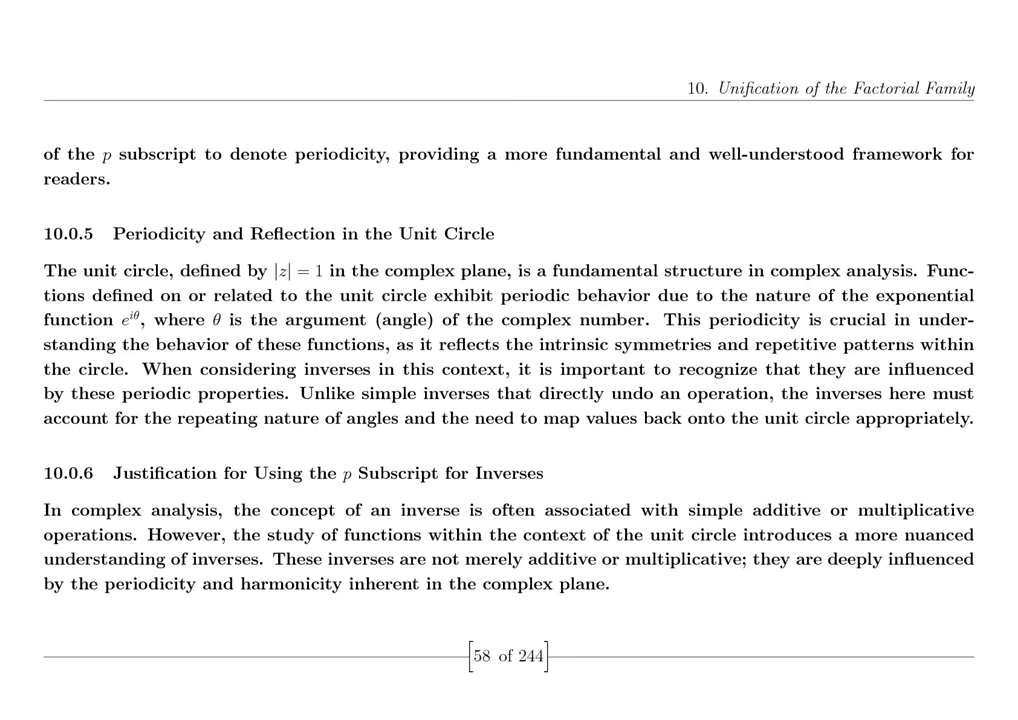 10. Unification of the Factorial Family
of the p subscript to denote periodicity, providing a more fundamental and well-understood framework for
readers.
10.0.5 Periodicity and Reflection in the Unit Circle
The unit circle, defined by |z| = 1 in the complex plane, is a fundamental structure in complex analysis. Func-
tions defined on or related to the unit circle exhibit periodic behavior due to the nature of the exponential
function e^{iθ}, where θ is the argument (angle) of the complex number. This periodicity is crucial in under-
standing the behavior of these functions, as it reflects the intrinsic symmetries and repetitive patterns within
the circle. When considering inverses in this context, it is important to recognize that they are influenced
by these periodic properties. Unlike simple inverses that directly undo an operation, the inverses here must
account for the repeating nature of angles and the need to map values back onto the unit circle appropriately.
10.0.6 Justification for Using the p Subscript for Inverses
In complex analysis, the concept of an inverse is often associated with simple additive or multiplicative
operations. However, the study of functions within the context of the unit circle introduces a more nuanced
understanding of inverses. These inverses are not merely additive or multiplicative; they are deeply influenced
by the periodicity and harmonicity inherent in the complex plane.
[58 of 244]